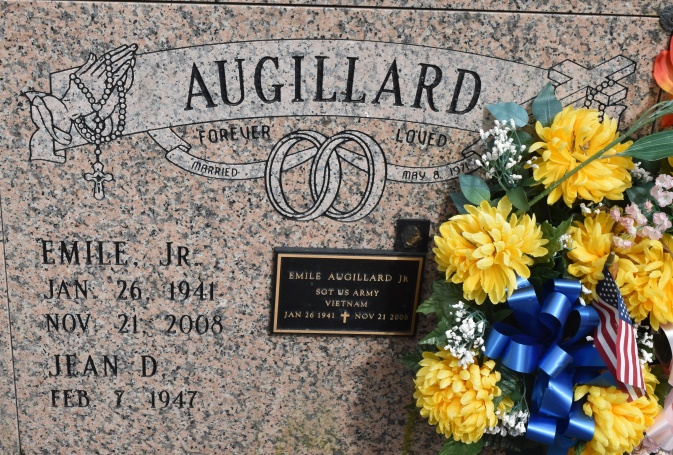 AUGILLARD
FOREVER LOVED
MARRIED MAY 8,
EMILE, JR.
JAN. 26 1941
NOV. 21, 2008
JEAN D.
FEB 7 1947
EMILE AUGILLARD JR
SGT US ARMY
VIETNAM
JAN 26 1941 ✝ NOV 21 2008